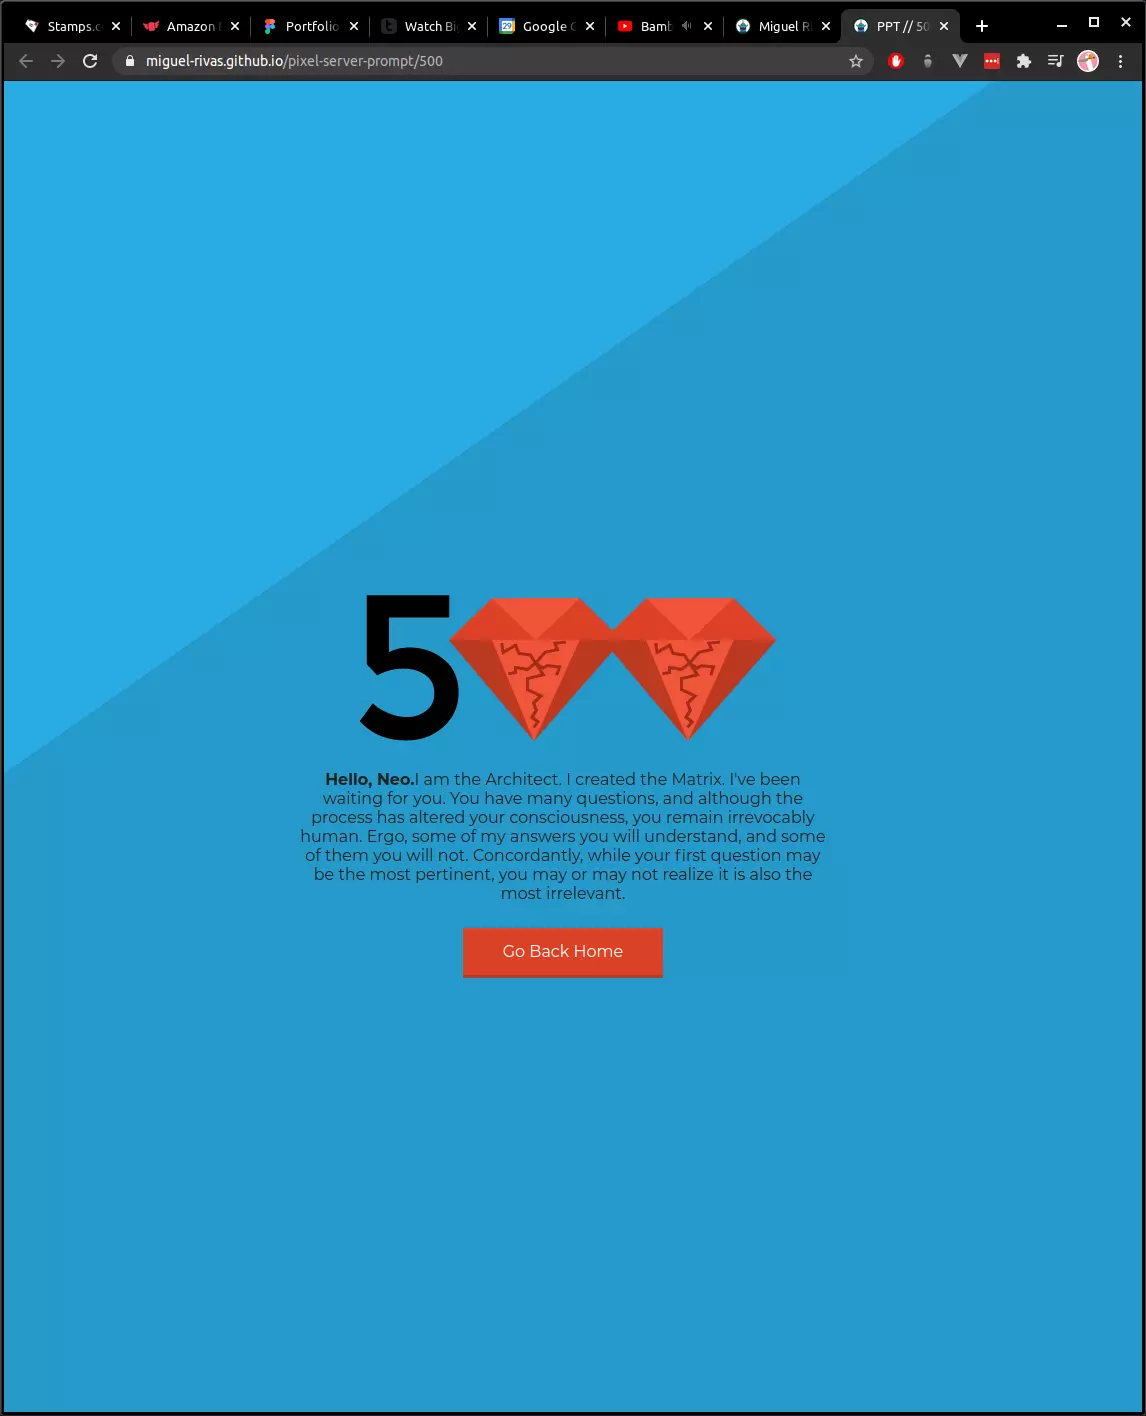 Stamps.c
Amazon
Portfolio
Watch Bi
Google C
Bamb
Miguel R
PPT // 50
miguel-rivas.github.io/pixel-server-prompt/500
5
Hello, Neo.I am the Architect. I created the Matrix. I've been
waiting for you. You have many questions, and although the
process has altered your consciousness, you remain irrevocably
human. Ergo, some of my answers you will understand, and some
of them you will not. Concordantly, while your first question may
be the most pertinent, you may or may not realize it is also the
most irrelevant.
Go Back Home